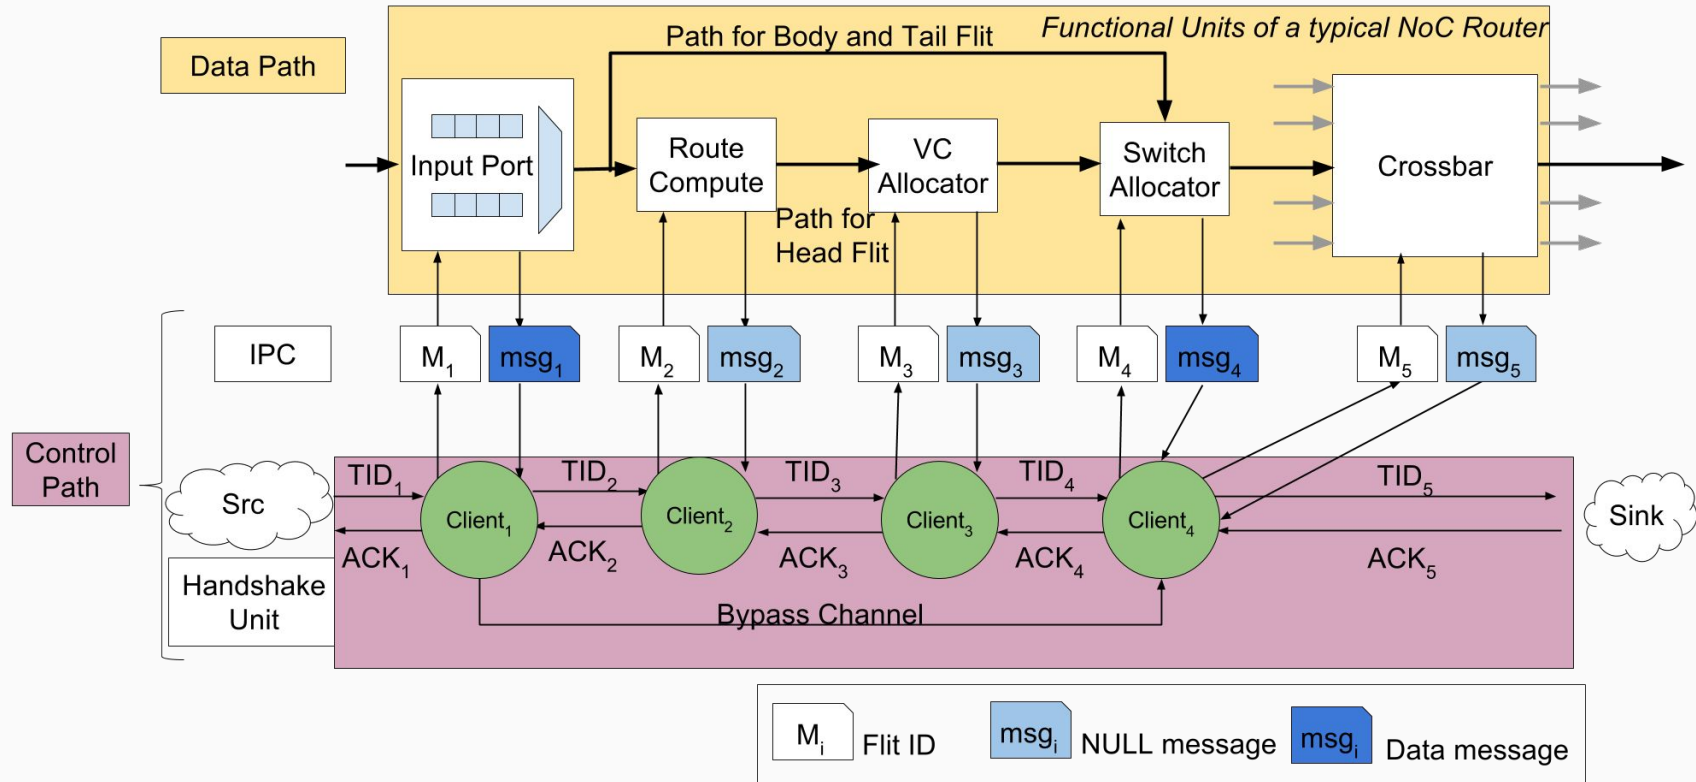 Functional Units of a typical NoC Router
Path for Body and Tail Flit
Data Path
Input Port
Route
Compute
VC
Allocator
Switch
Allocator
Crossbar
Path for
Head Flit
IPC
M1
msg1
M2
msg2
M3
msg3
M4
msg4
M5
msg5
Control
Path
Src
TID1
TID2
TID3
TID4
TID5
Client1
Client2
Client3
Client4
Sink
ACK1
ACK2
ACK3
ACK4
ACK5
Handshake
Unit
Bypass Channel
Mi Flit ID
msgi NULL message
msgi Data message